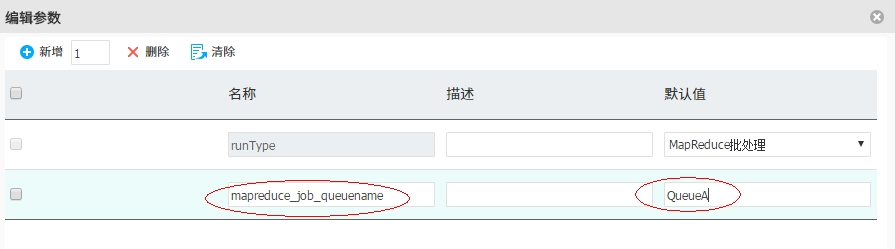 编辑参数
新增 1 删除 清除
名称 描述 默认值
runType MapReduce批处理
mapreduce_job_queuename QueueA